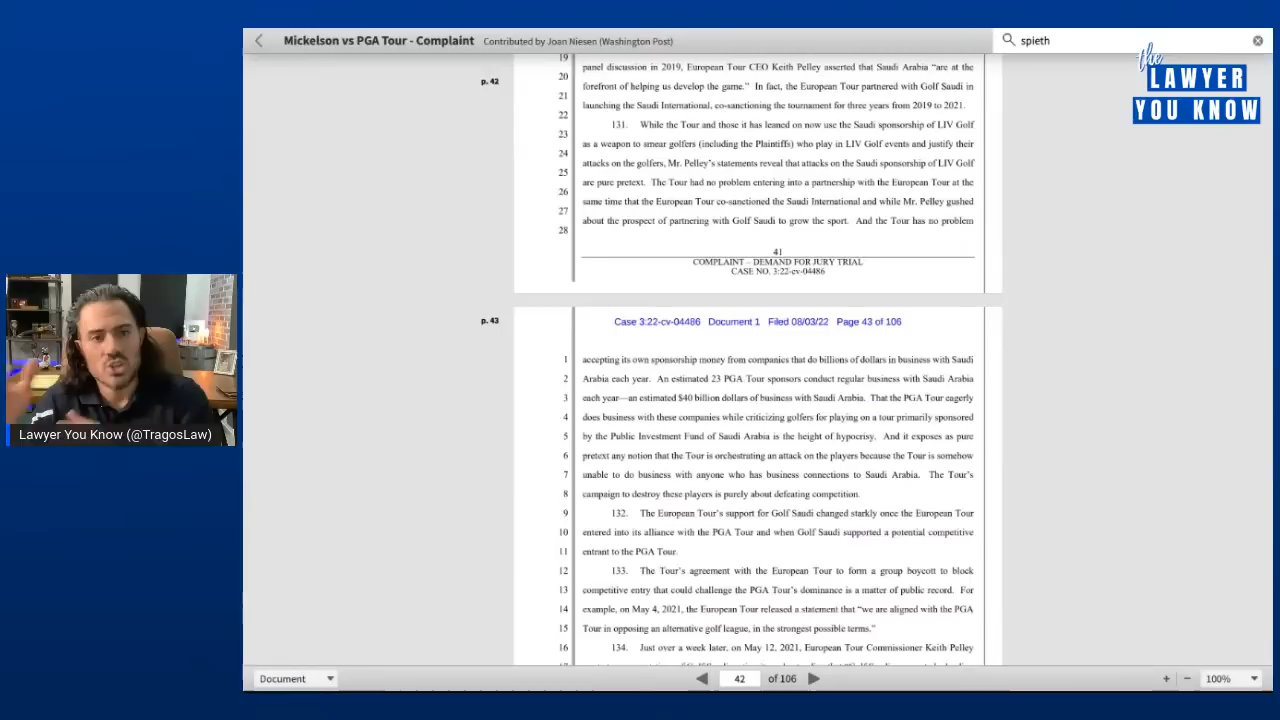 Mickelson vs PGA Tour - Complaint Contributed by Joan Niesen (Washington Post)
spieth
the
LAWYER
YOU KNOW
p. 42
19 panel discussion in 2019, European Tour CEO Keith Pelley asserted that Saudi Arabia “are at the
20 forefront of helping us develop the game.” In fact, the European Tour partnered with Golf Saudi in
21 launching the Saudi International, co-sanctioning the tournament for three years from 2019 to 2021.
22 131. While the Tour and those it has leaned on now use the Saudi sponsorship of LIV Golf
23 as a weapon to smear golfers (including the Plaintiffs) who play in LIV Golf events and justify their
24 attacks on the golfers, Mr. Pelley’s statements reveal that attacks on the Saudi sponsorship of LIV Golf
25 are pure pretext. The Tour had no problem entering into a partnership with the European Tour at the
26 same time that the European Tour co-sanctioned the Saudi International and while Mr. Pelley gushed
27 about the prospect of partnering with Golf Saudi to grow the sport. And the Tour has no problem
28
41
COMPLAINT – DEMAND FOR JURY TRIAL
CASE NO. 3:22-cv-04486
p. 43
Case 3:22-cv-04486 Document 1 Filed 08/03/22 Page 43 of 106
1 accepting its own sponsorship money from companies that do billions of dollars in business with Saudi
2 Arabia each year. An estimated 23 PGA Tour sponsors conduct regular business with Saudi Arabia
3 each year—an estimated $40 billion dollars of business with Saudi Arabia. That the PGA Tour eagerly
4 does business with these companies while criticizing golfers for playing on a tour primarily sponsored
5 by the Public Investment Fund of Saudi Arabia is the height of hypocrisy. And it exposes as pure
6 pretext any notion that the Tour is orchestrating an attack on the players because the Tour is somehow
7 unable to do business with anyone who has business connections to Saudi Arabia. The Tour’s
8 campaign to destroy these players is purely about defeating competition.
9 132. The European Tour’s support for Golf Saudi changed starkly once the European Tour
10 entered into its alliance with the PGA Tour and when Golf Saudi supported a potential competitive
11 entrant to the PGA Tour.
12 133. The Tour’s agreement with the European Tour to form a group boycott to block
13 competitive entry that could challenge the PGA Tour’s dominance is a matter of public record. For
14 example, on May 4, 2021, the European Tour released a statement that “we are aligned with the PGA
15 Tour in opposing an alternative golf league, in the strongest possible terms.”
16 134. Just over a week later, on May 12, 2021, European Tour Commissioner Keith Pelley
Lawyer You Know (@TragosLaw)
Document 42 of 106 + − 100%